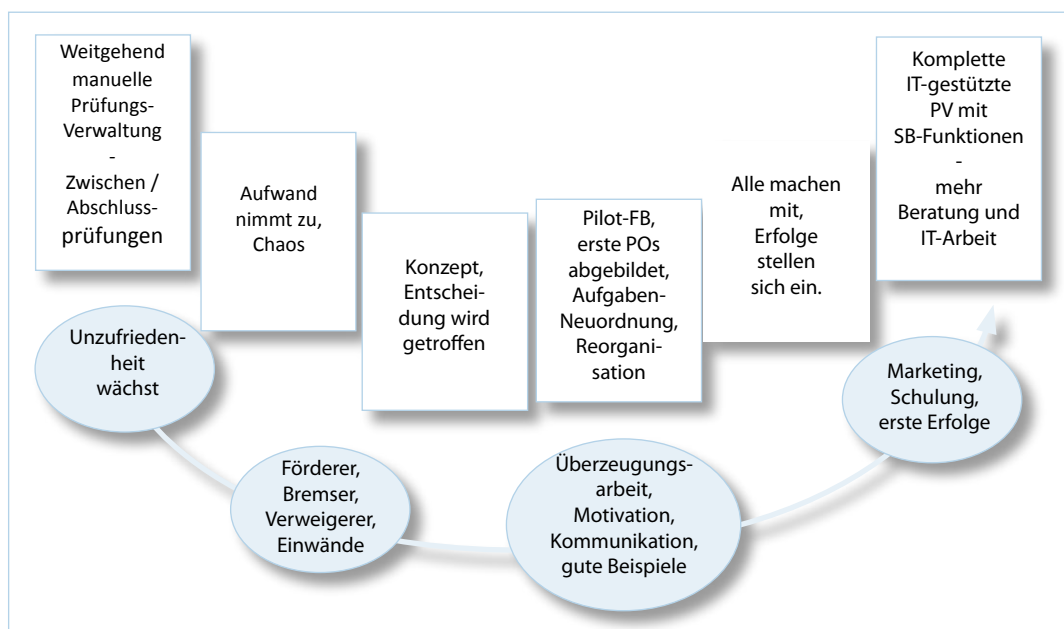 Weitgehend
manuelle
Prüfungs-
Verwaltung
-
Zwischen /
Abschluss-
prüfungen
Aufwand
nimmt zu,
Chaos
Konzept,
Entschei-
dung wird
getroffen
Pilot-FB,
erste POs
abgebildet,
Aufgaben-
Neuordnung,
Reorgani-
sation
Alle machen
mit,
Erfolge
stellen
sich ein.
Komplette
IT-gestützte
PV mit
SB-Funktionen
-
mehr
Beratung und
IT-Arbeit
Unzufrieden-
heit
wächst
Förderer,
Bremser,
Verweigerer,
Einwände
Überzeugungs-
arbeit,
Motivation,
Kommunikation,
gute Beispiele
Marketing,
Schulung,
erste Erfolge